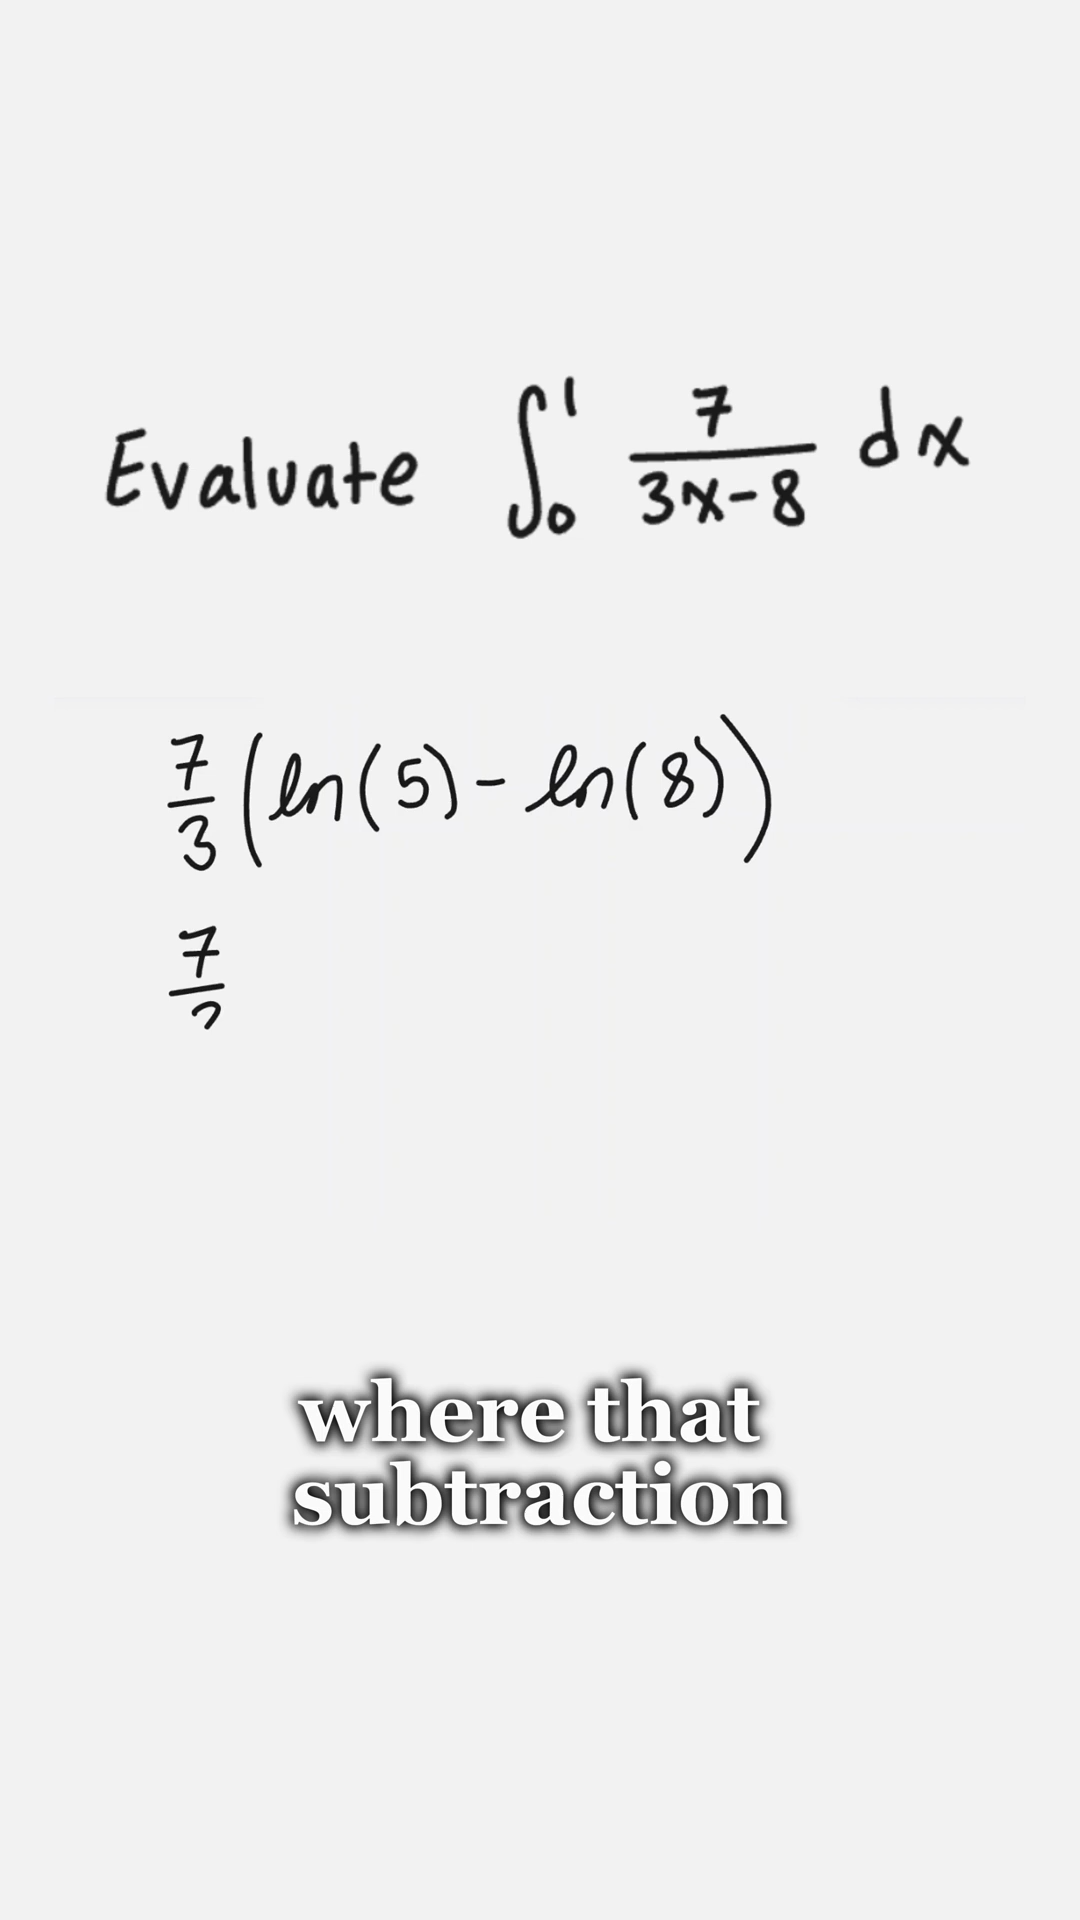 Evaluate ∫₀¹ 7/(3x-8) dx
7/3 (ln(5) - ln(8))
7/
where that
subtraction